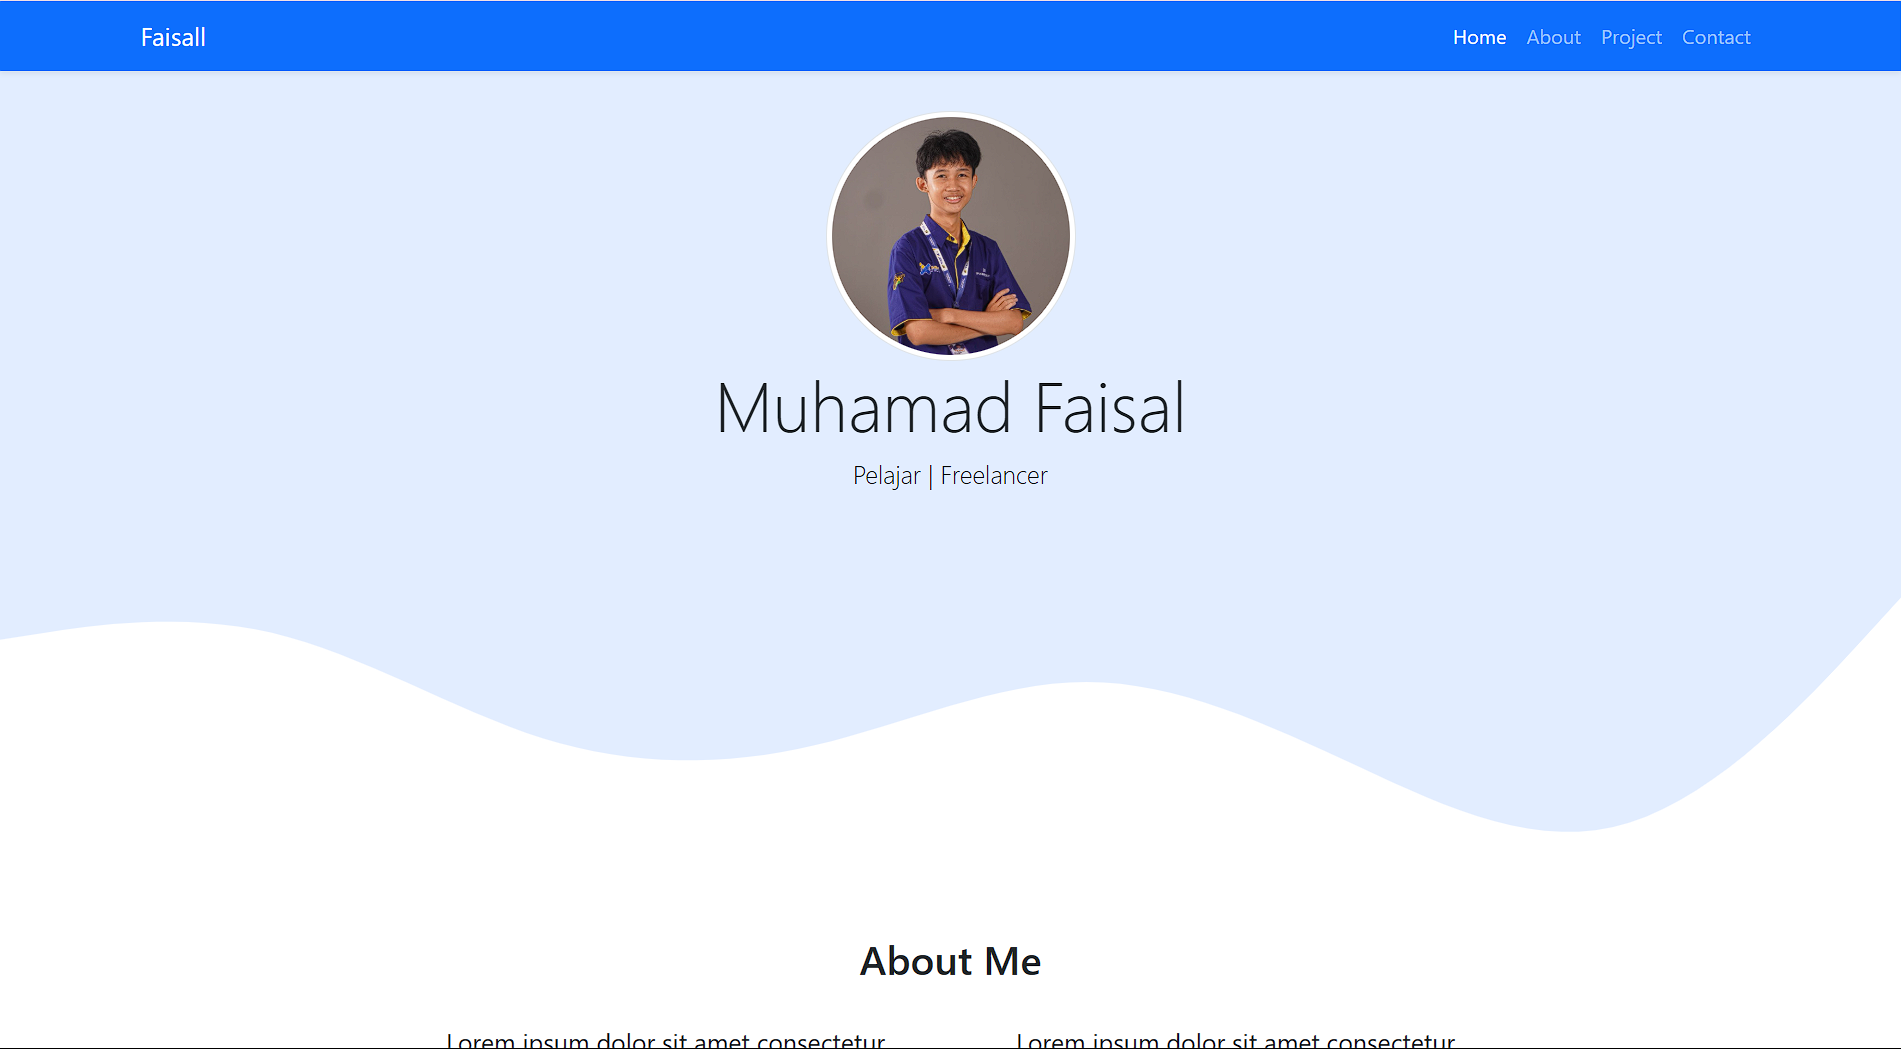 Faisall Home About Project Contact
Muhamad Faisal
Pelajar | Freelancer
About Me
Lorem ipsum dolor sit amet consectetur
Lorem ipsum dolor sit amet consectetur